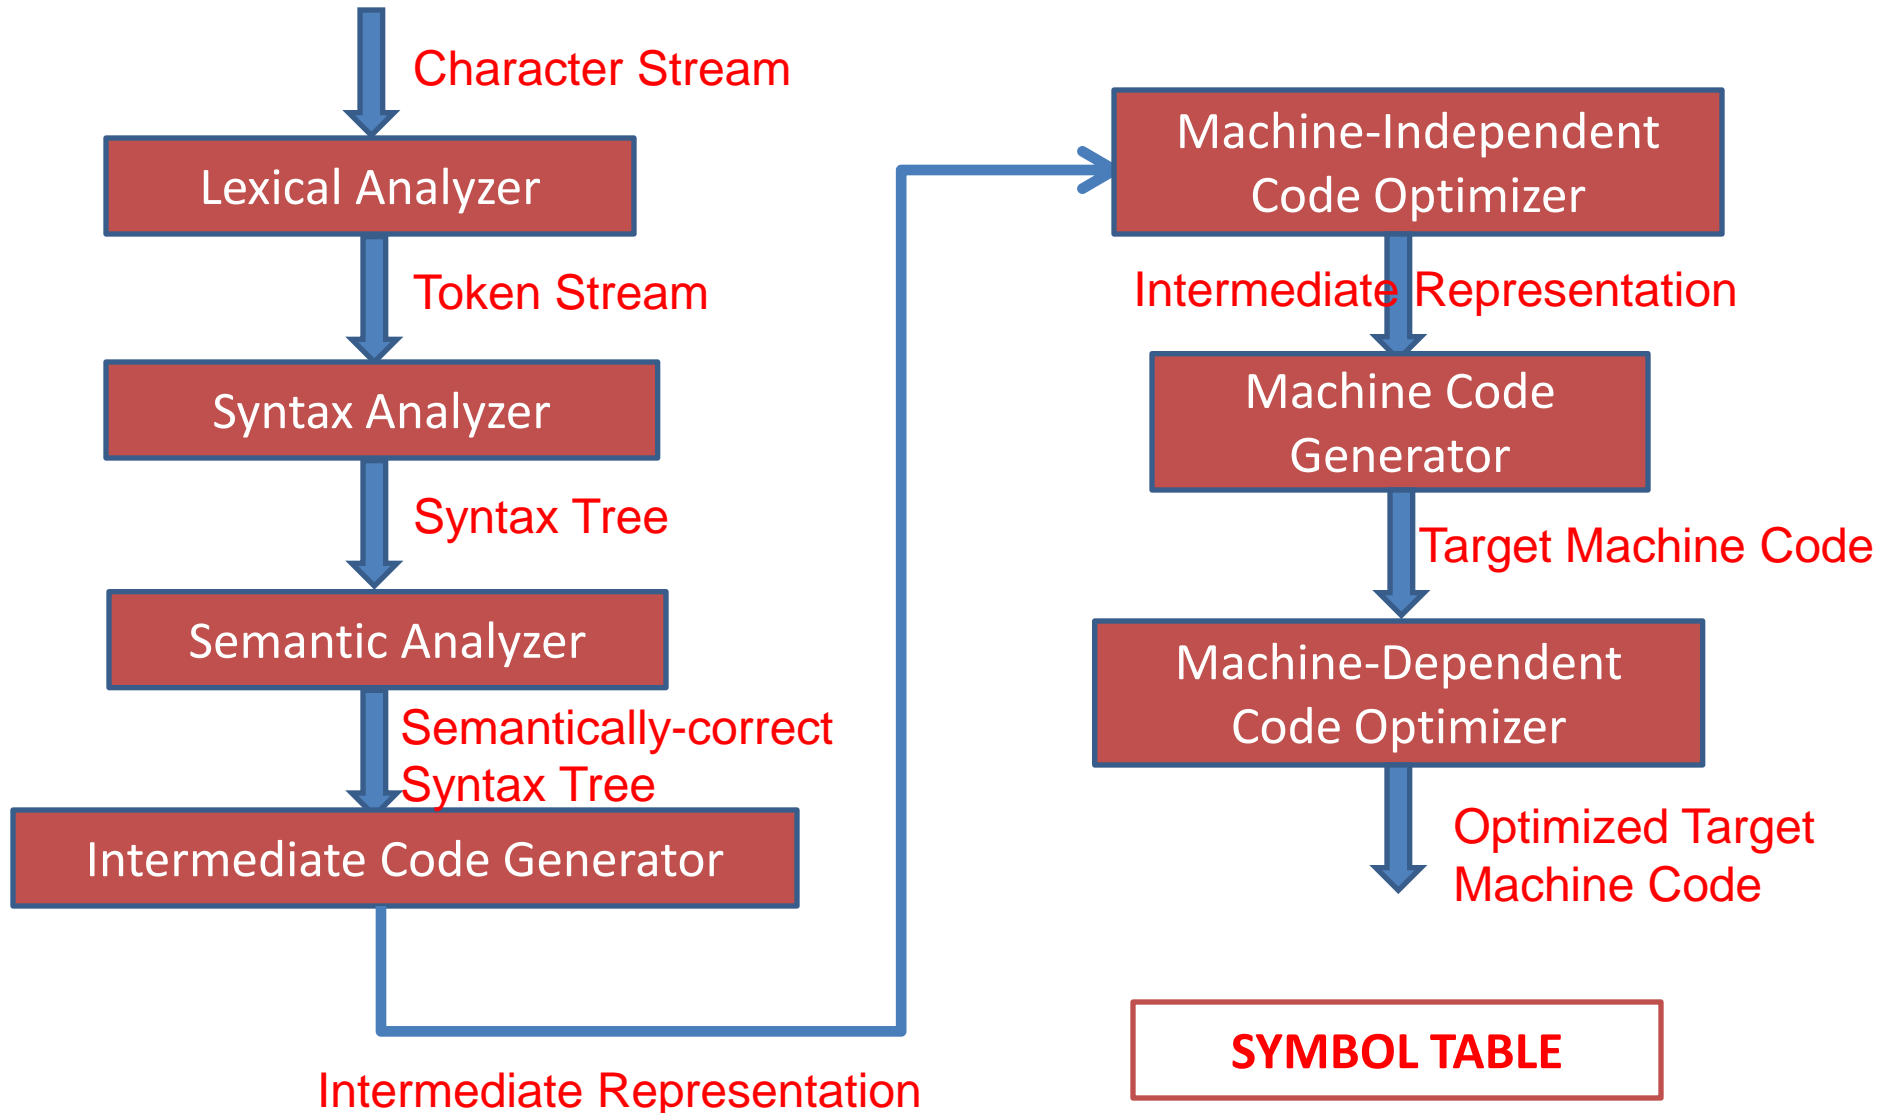 Character Stream
Lexical Analyzer
Token Stream
Syntax Analyzer
Syntax Tree
Semantic Analyzer
Semantically-correct
Syntax Tree
Intermediate Code Generator
Intermediate Representation
Machine-Independent
Code Optimizer
Intermediate Representation
Machine Code
Generator
Target Machine Code
Machine-Dependent
Code Optimizer
Optimized Target
Machine Code
SYMBOL TABLE